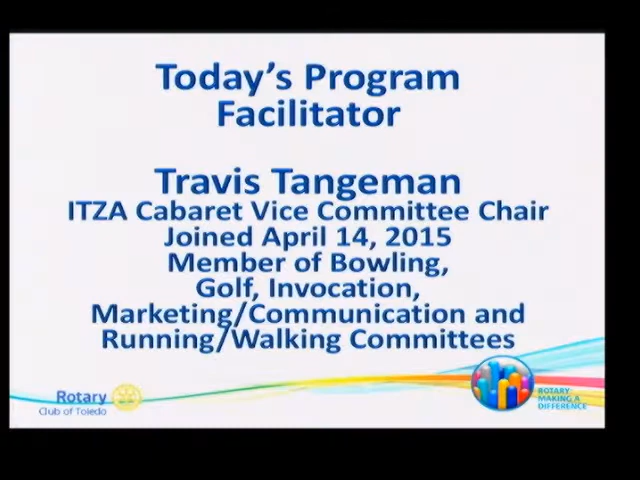 Today's Program
Facilitator
Travis Tangeman
ITZA Cabaret Vice Committee Chair
Joined April 14, 2015
Member of Bowling,
Golf, Invocation,
Marketing/Communication and
Running/Walking Committees
Rotary
Club of Toledo
ROTARY
MAKING A
DIFFERENCE